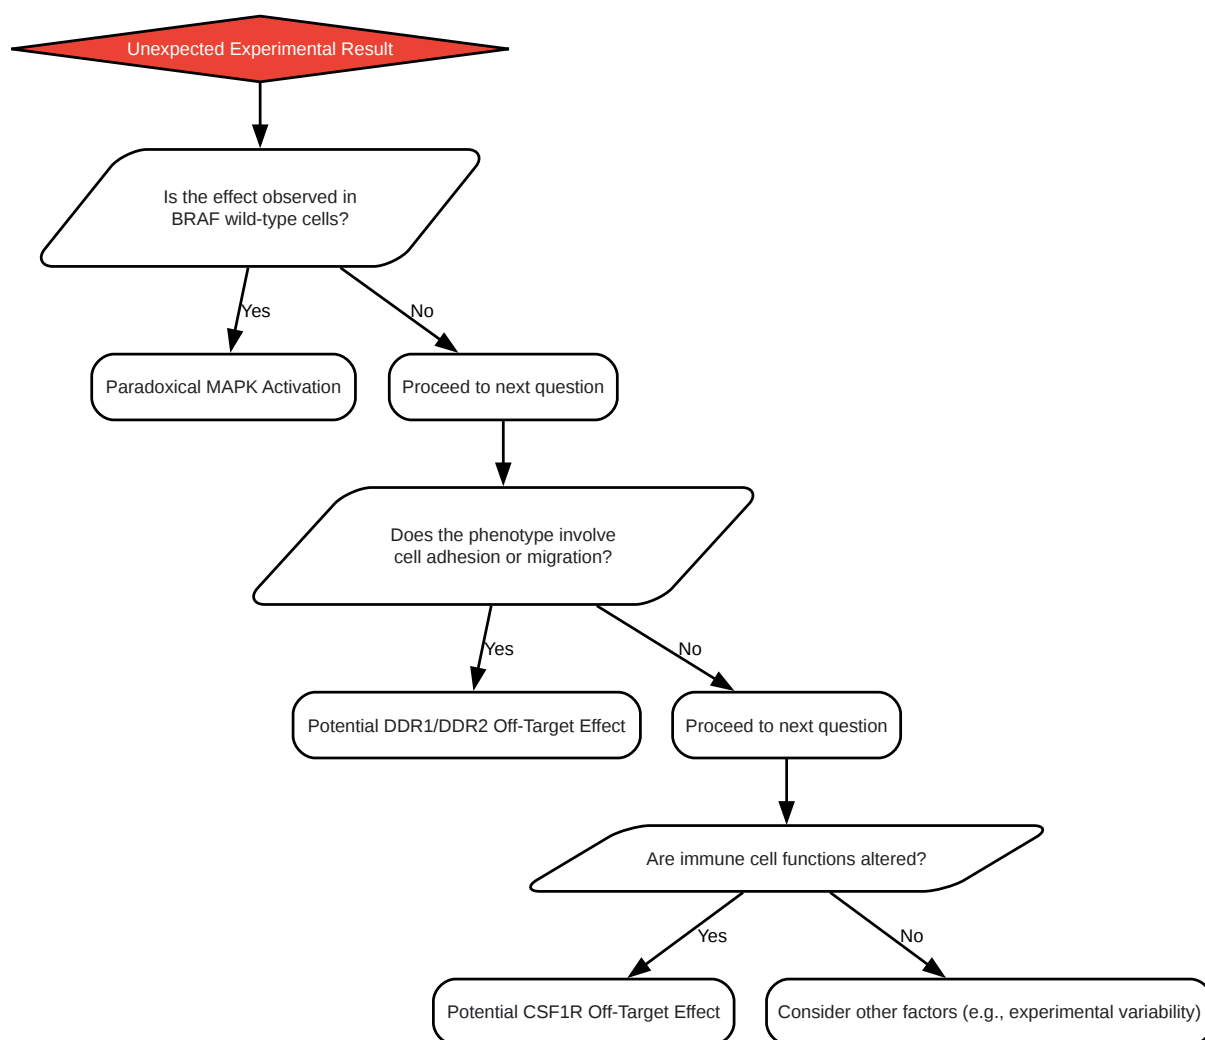 Unexpected Experimental Result
Is the effect observed in
BRAF wild-type cells?
Yes
No
Paradoxical MAPK Activation
Proceed to next question
Does the phenotype involve
cell adhesion or migration?
Yes
No
Potential DDR1/DDR2 Off-Target Effect
Proceed to next question
Are immune cell functions altered?
Yes
No
Potential CSF1R Off-Target Effect
Consider other factors (e.g., experimental variability)